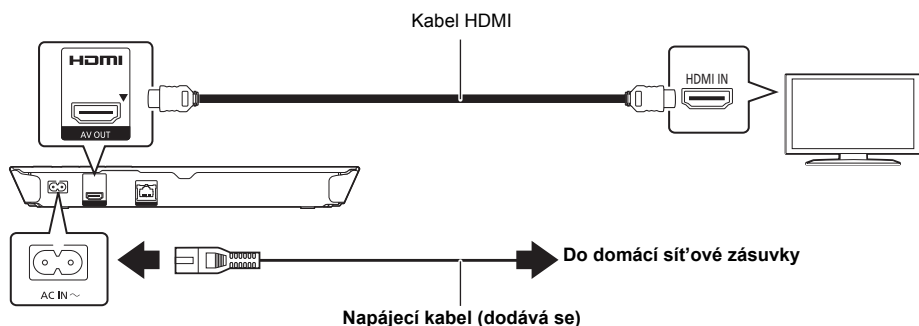 Kabel HDMI
HDMI
AV OUT
HDMI IN
AC IN ~
Do domácí síťové zásuvky
Napájecí kabel (dodává se)